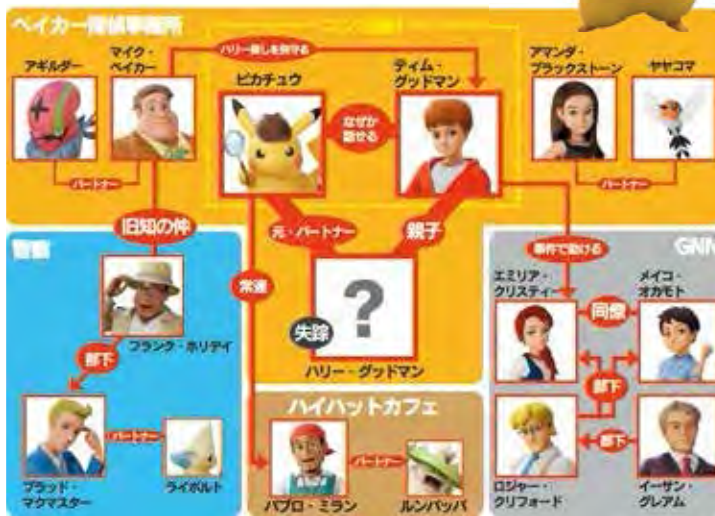 ベイカー探偵事務所
アギルダー
マイク・
ベイカー
パートナー
ハリー探しを見守る
ピカチュウ
ティム・
グッドマン
なぜか
話せる
アマンダ・
ブラックストーン
ヤヤコマ
パートナー
旧知の仲
元・パートナー
親子
常連
事件で助ける
?
失踪
ハリー・グッドマン
警察
フランク・ホリデイ
部下
ブラッド・
マクマスター
パートナー
ライボルト
ハイハットカフェ
パブロ・ミラン
パートナー
ルンパッパ
GNN
エミリア・
クリスティー
同僚
メイコ・
オカモト
部下
ロジャー・
クリフォード
部下
イーサン・
グレアム